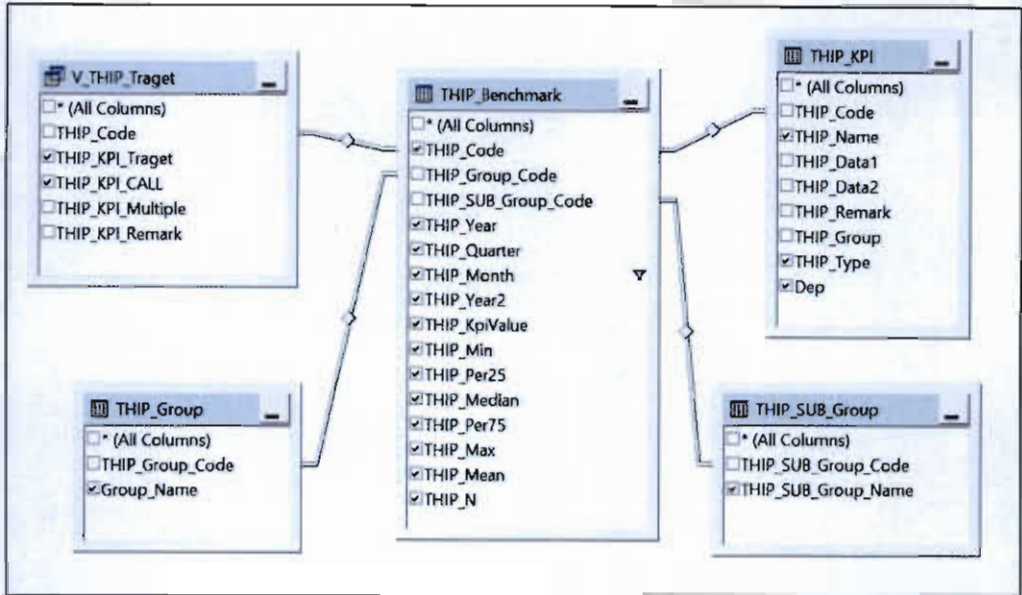 V_THIP_Traget
* (All Columns)
THIP_Code
THIP_KPI_Traget
THIP_KPI_CALL
THIP_KPI_Multiple
THIP_KPI_Remark
THIP_Group
* (All Columns)
THIP_Group_Code
Group_Name
THIP_Benchmark
* (All Columns)
THIP_Code
THIP_Group_Code
THIP_SUB_Group_Code
THIP_Year
THIP_Quarter
THIP_Month
THIP_Year2
THIP_KpiValue
THIP_Min
THIP_Per25
THIP_Median
THIP_Per75
THIP_Max
THIP_Mean
THIP_N
THIP_KPI
* (All Columns)
THIP_Code
THIP_Name
THIP_Data1
THIP_Data2
THIP_Remark
THIP_Group
THIP_Type
Dep
THIP_SUB_Group
* (All Columns)
THIP_SUB_Group_Code
THIP_SUB_Group_Name